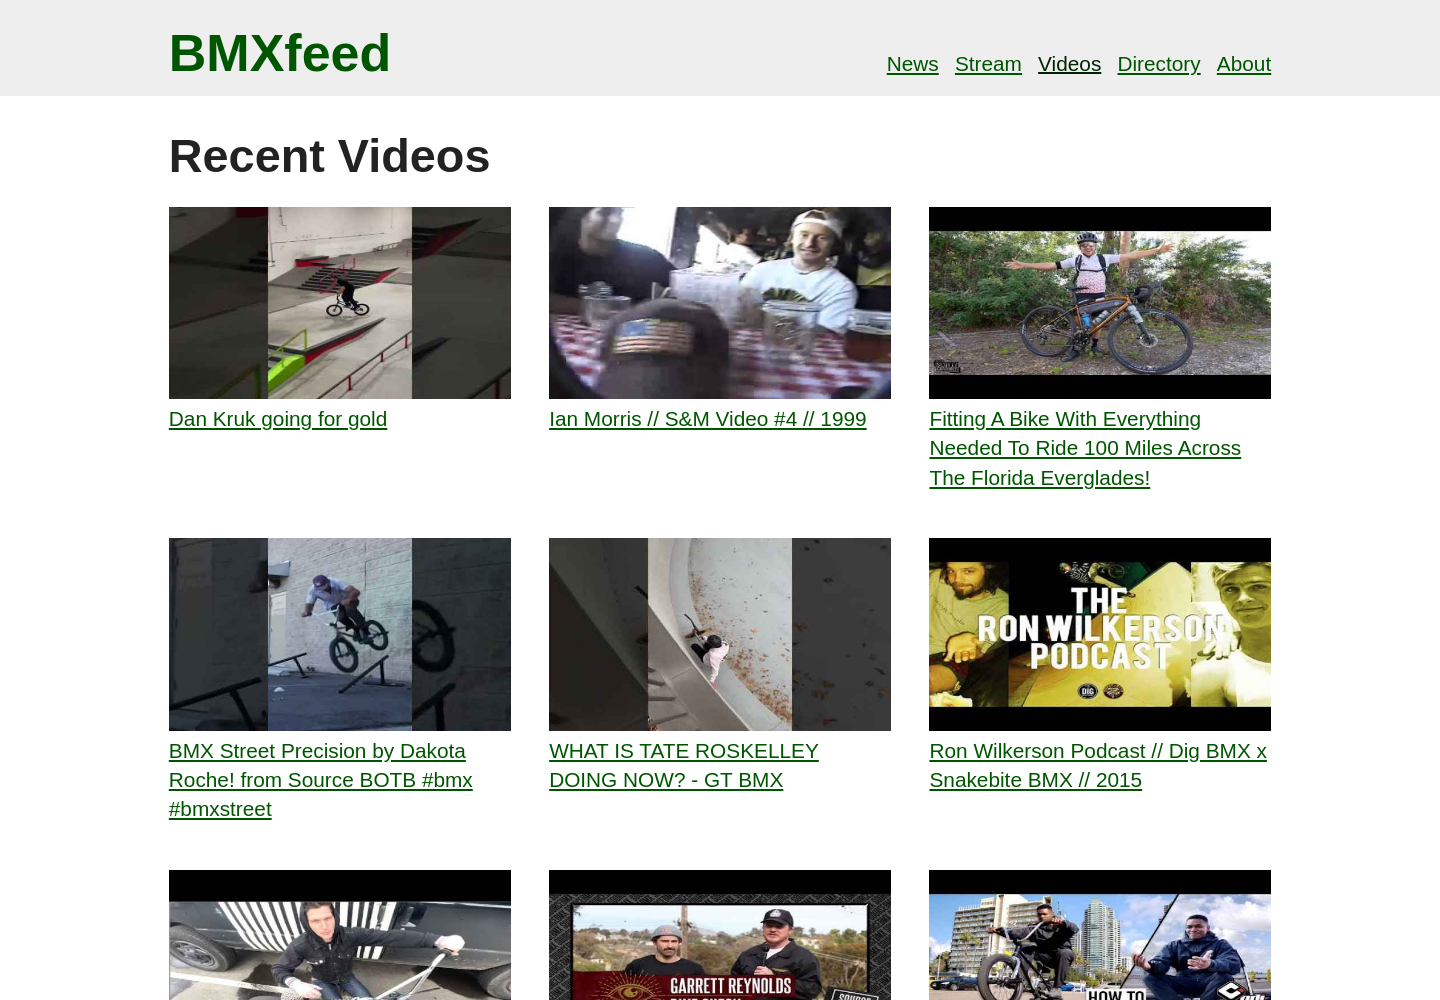 BMXfeed
News Stream Videos Directory About
Recent Videos
Dan Kruk going for gold
Ian Morris // S&M Video #4 // 1999
Fitting A Bike With Everything
Needed To Ride 100 Miles Across
The Florida Everglades!
THE
RON WILKERSON
PODCAST
DIG
BMX Street Precision by Dakota
Roche! from Source BOTB #bmx
#bmxstreet
WHAT IS TATE ROSKELLEY
DOING NOW? - GT BMX
Ron Wilkerson Podcast // Dig BMX x
Snakebite BMX // 2015
GARRETT REYNOLDS
SOURCE
HOW TO